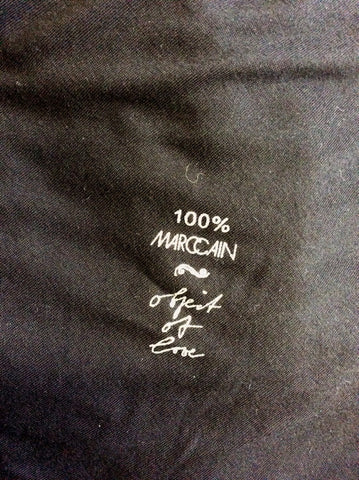 100%
MARCCAIN
object
of
love